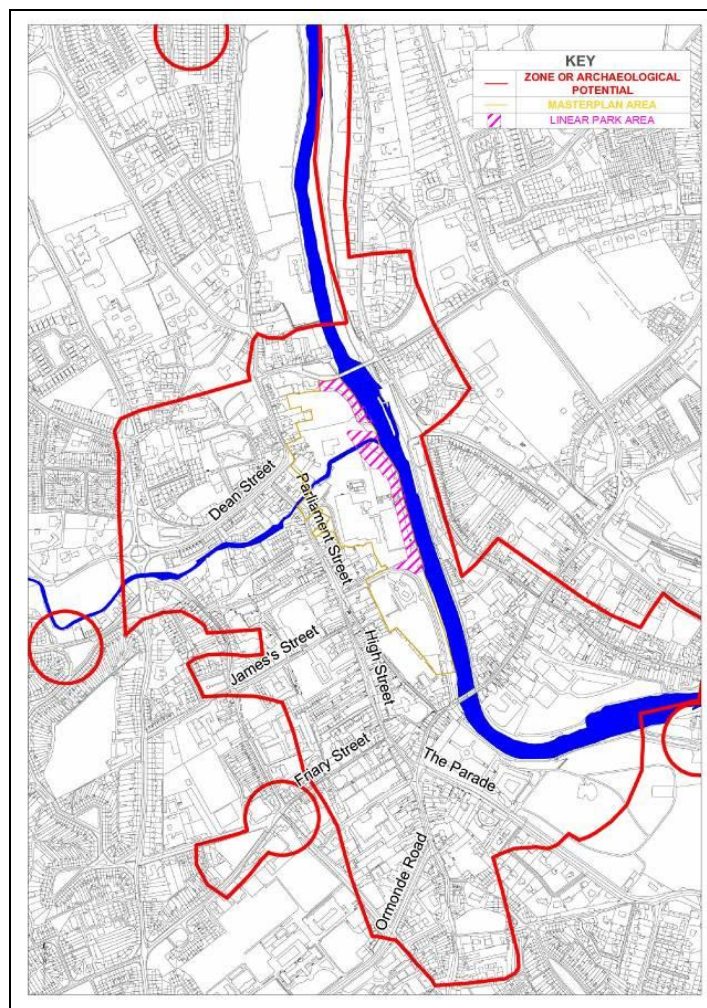 KEY
ZONE OR ARCHAEOLOGICAL
POTENTIAL
MASTERPLAN AREA
LINEAR PARK AREA
Dean Street
Parliament Street
James's Street
High Street
Friary Street
The Parade
Ormonde Road